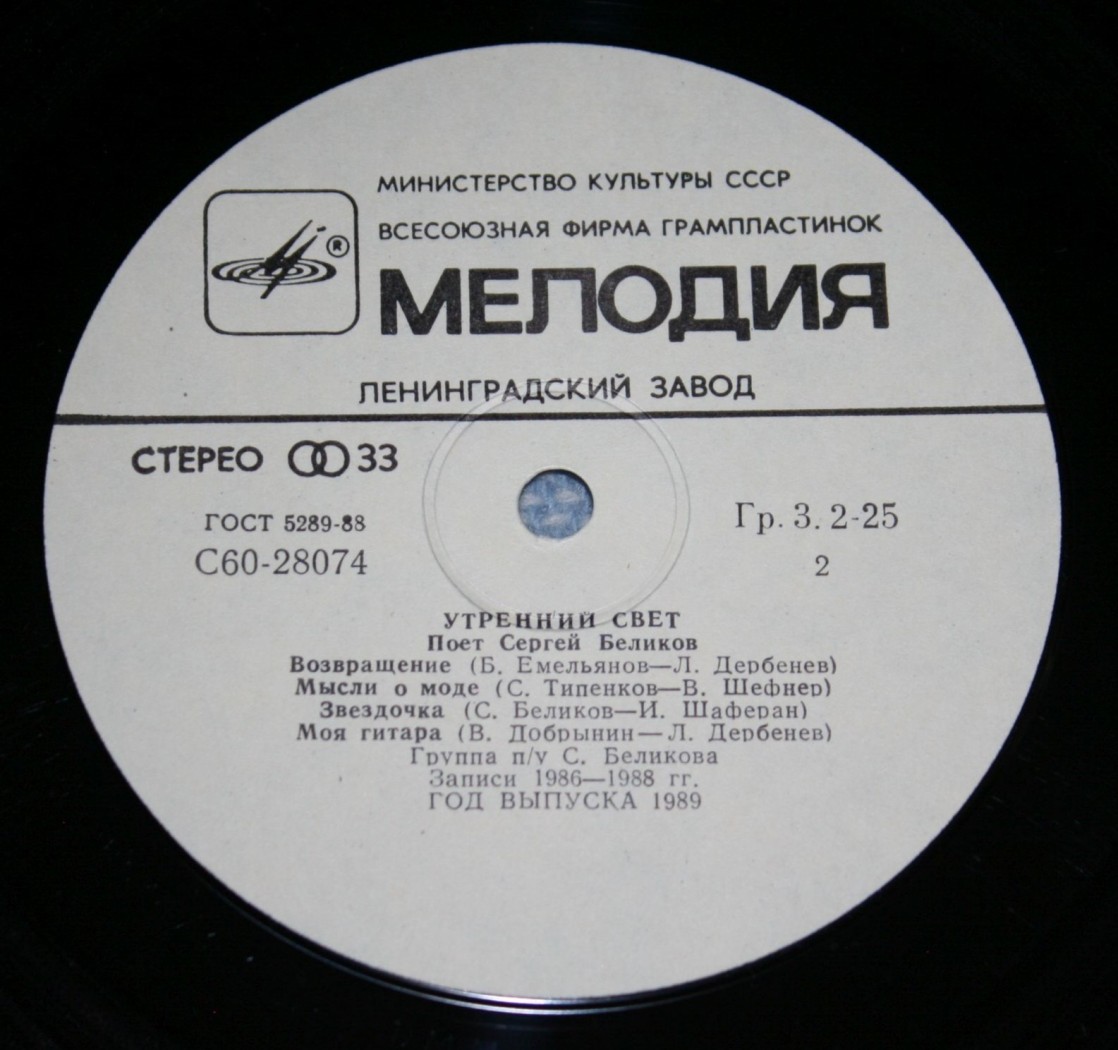 МИНИСТЕРСТВО КУЛЬТУРЫ СССР
ВСЕСОЮЗНАЯ ФИРМА ГРАМПЛАСТИНОК
®
МЕЛОДИЯ
ЛЕНИНГРАДСКИЙ ЗАВОД
СТЕРЕО 33
ГОСТ 5289-88
С60-28074
Гр. 3. 2-25
2
УТРЕННИЙ СВЕТ
Поет Сергей Беликов
Возвращение (Б. Емельянов—Л. Дербенев)
Мысли о моде (С. Типенков—В. Шефнер)
Звездочка (С. Беликов—И. Шаферан)
Моя гитара (В. Добрынин—Л. Дербенев)
Группа п/у С. Беликова
Записи 1986—1988 гг.
ГОД ВЫПУСКА 1989